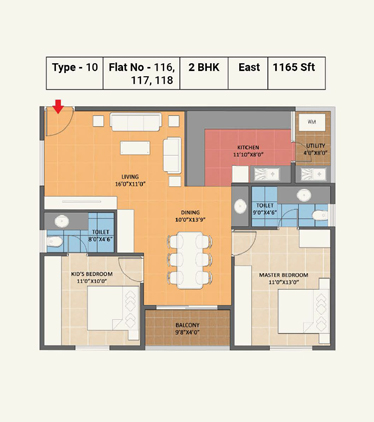 Type - 10
Flat No - 116,
117, 118
2 BHK
East
1165 Sft
KITCHEN
11'10"X8'0"
UTILITY
4'0"X8'0"
LIVING
16'0"X11'0"
TOILET
9'0"X4'6"
DINING
10'0"X13'9"
TOILET
8'0"X4'6"
KID'S BEDROOM
11'0"X10'0"
MASTER BEDROOM
11'0"X13'0"
BALCONY
9'8"X4'0"